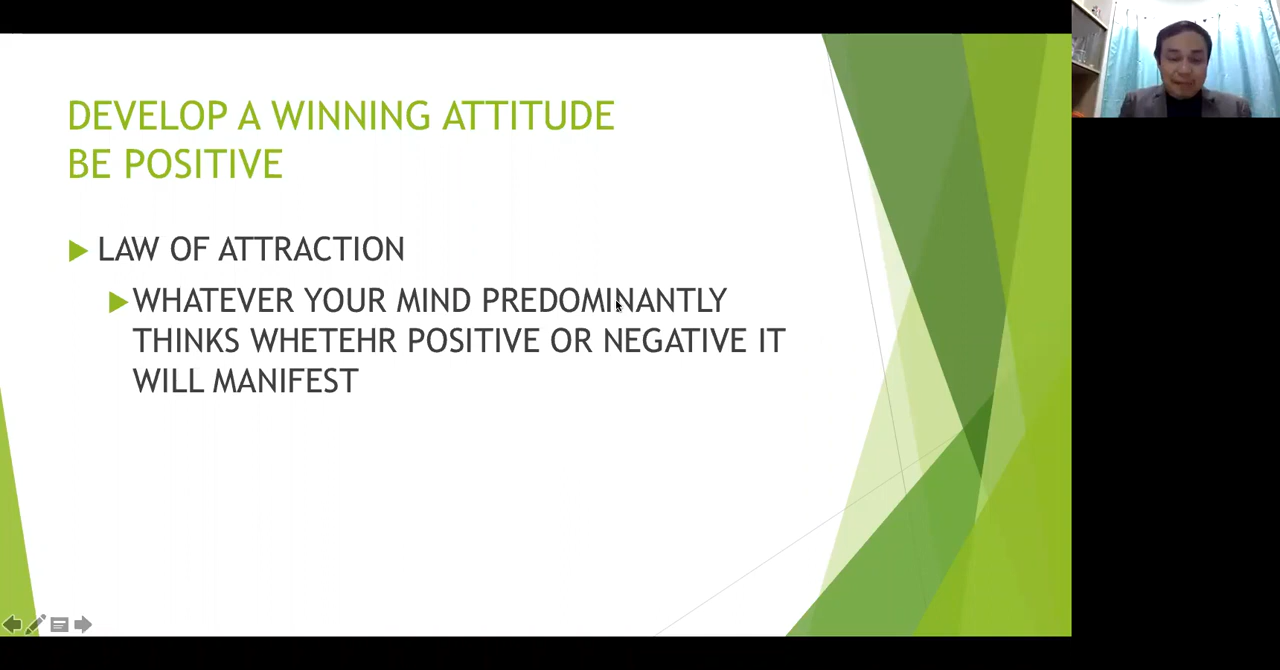 DEVELOP A WINNING ATTITUDE
BE POSITIVE
LAW OF ATTRACTION
WHATEVER YOUR MIND PREDOMINANTLY
THINKS WHETEHR POSITIVE OR NEGATIVE IT
WILL MANIFEST